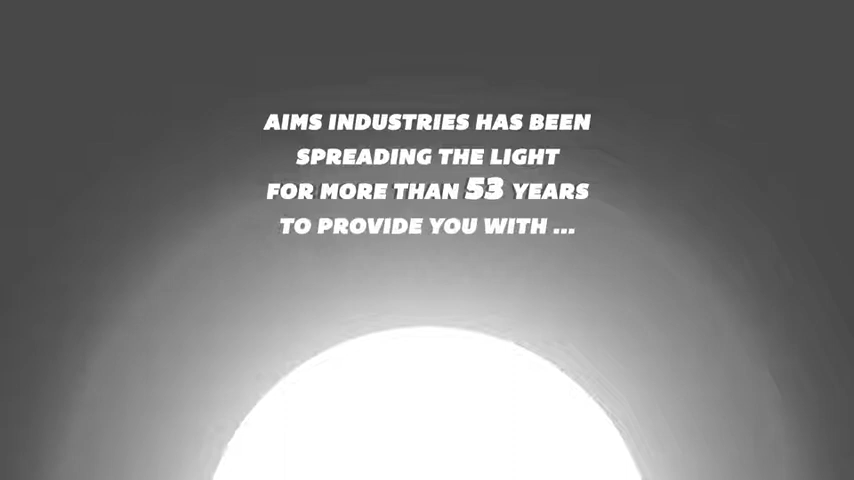 AIMS INDUSTRIES HAS BEEN
SPREADING THE LIGHT
FOR MORE THAN 53 YEARS
TO PROVIDE YOU WITH ...